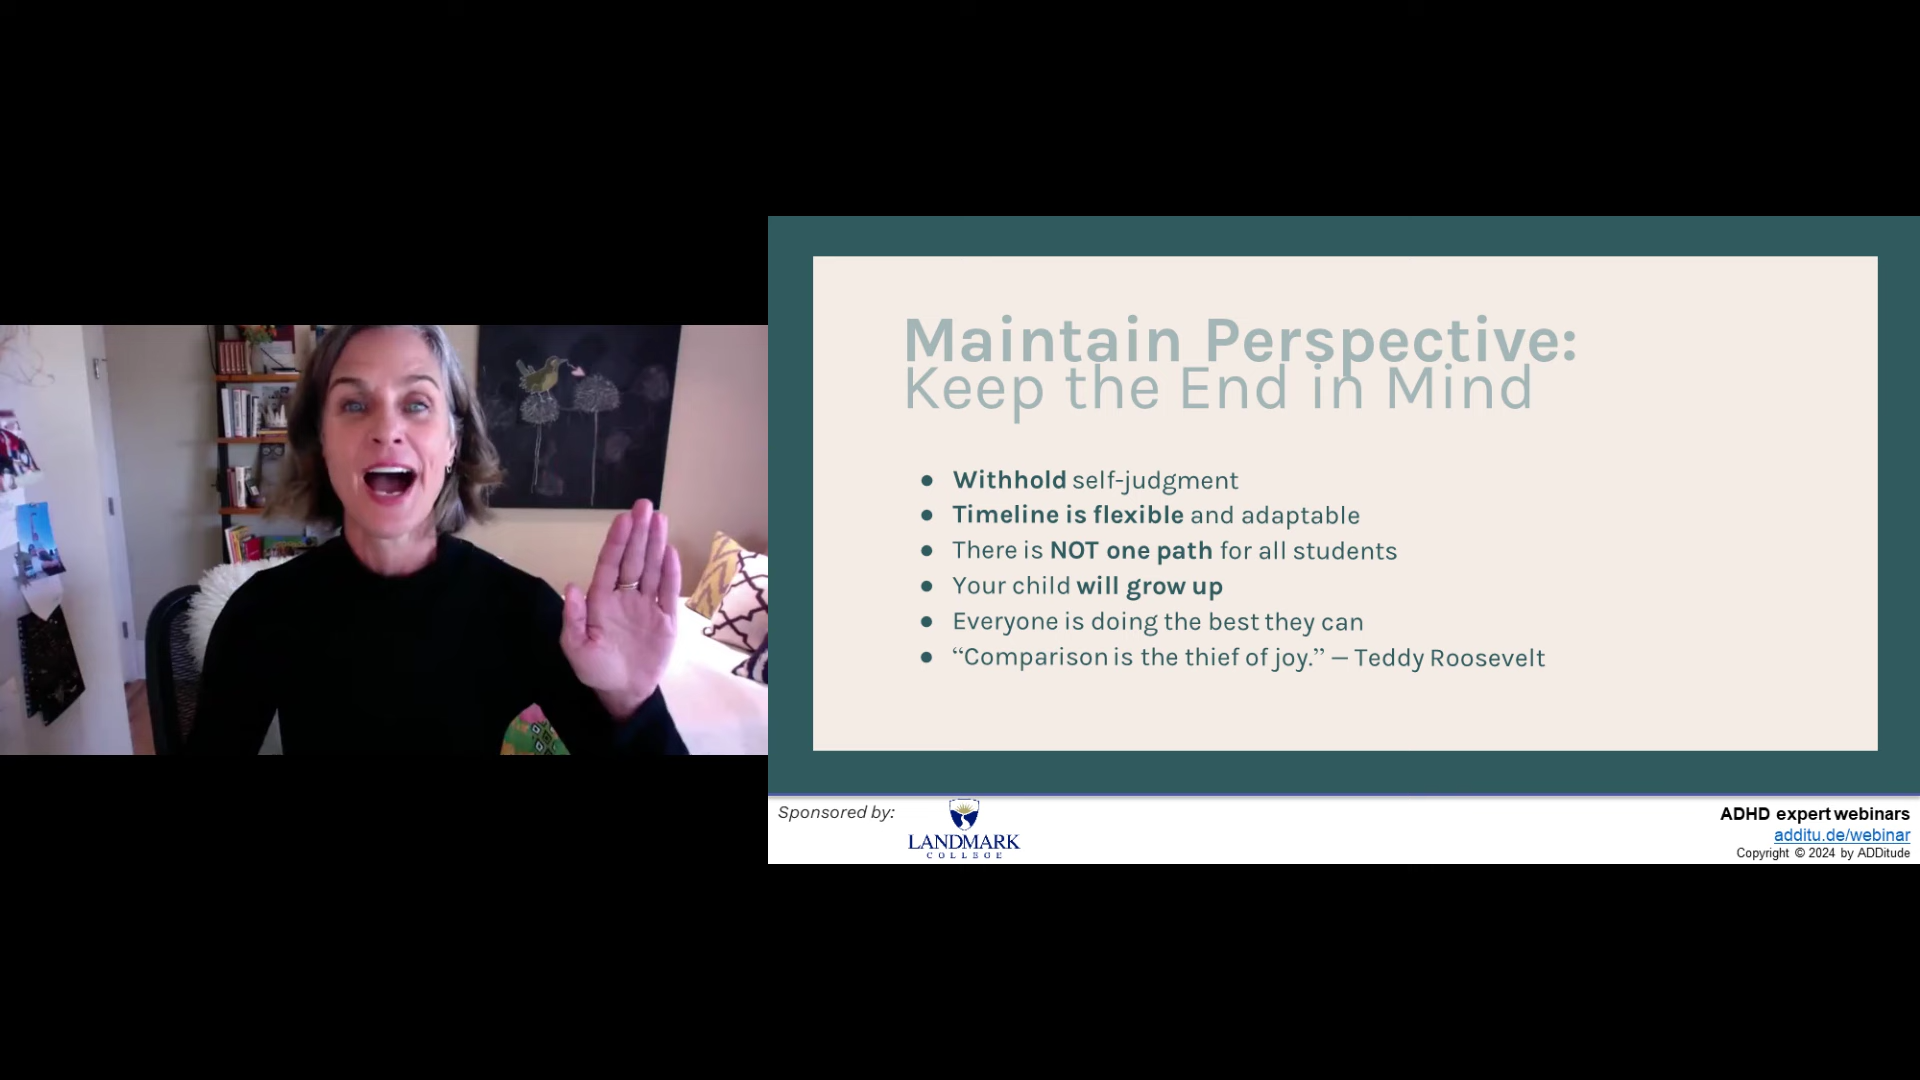 Maintain Perspective:
Keep the End in Mind
● Withhold self-judgment
● Timeline is flexible and adaptable
● There is NOT one path for all students
● Your child will grow up
● Everyone is doing the best they can
● “Comparison is the thief of joy.” – Teddy Roosevelt
Sponsored by:
LANDMARK
COLLEGE
ADHD expert webinars
additu.de/webinar
Copyright © 2024 by ADDitude